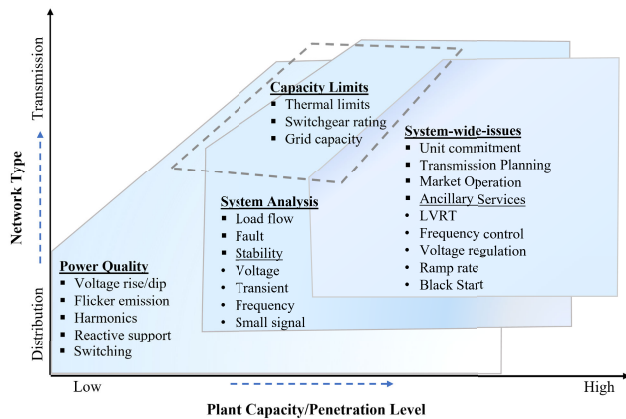 Network Type
Transmission
Distribution
Capacity Limits
Thermal limits
Switchgear rating
Grid capacity
System-wide-issues
Unit commitment
Transmission Planning
Market Operation
Ancillary Services
LVRT
Frequency control
Voltage regulation
Ramp rate
Black Start
System Analysis
Load flow
Fault
Stability
Voltage
Transient
Frequency
Small signal
Power Quality
Voltage rise/dip
Flicker emission
Harmonics
Reactive support
Switching
Low
High
Plant Capacity/Penetration Level